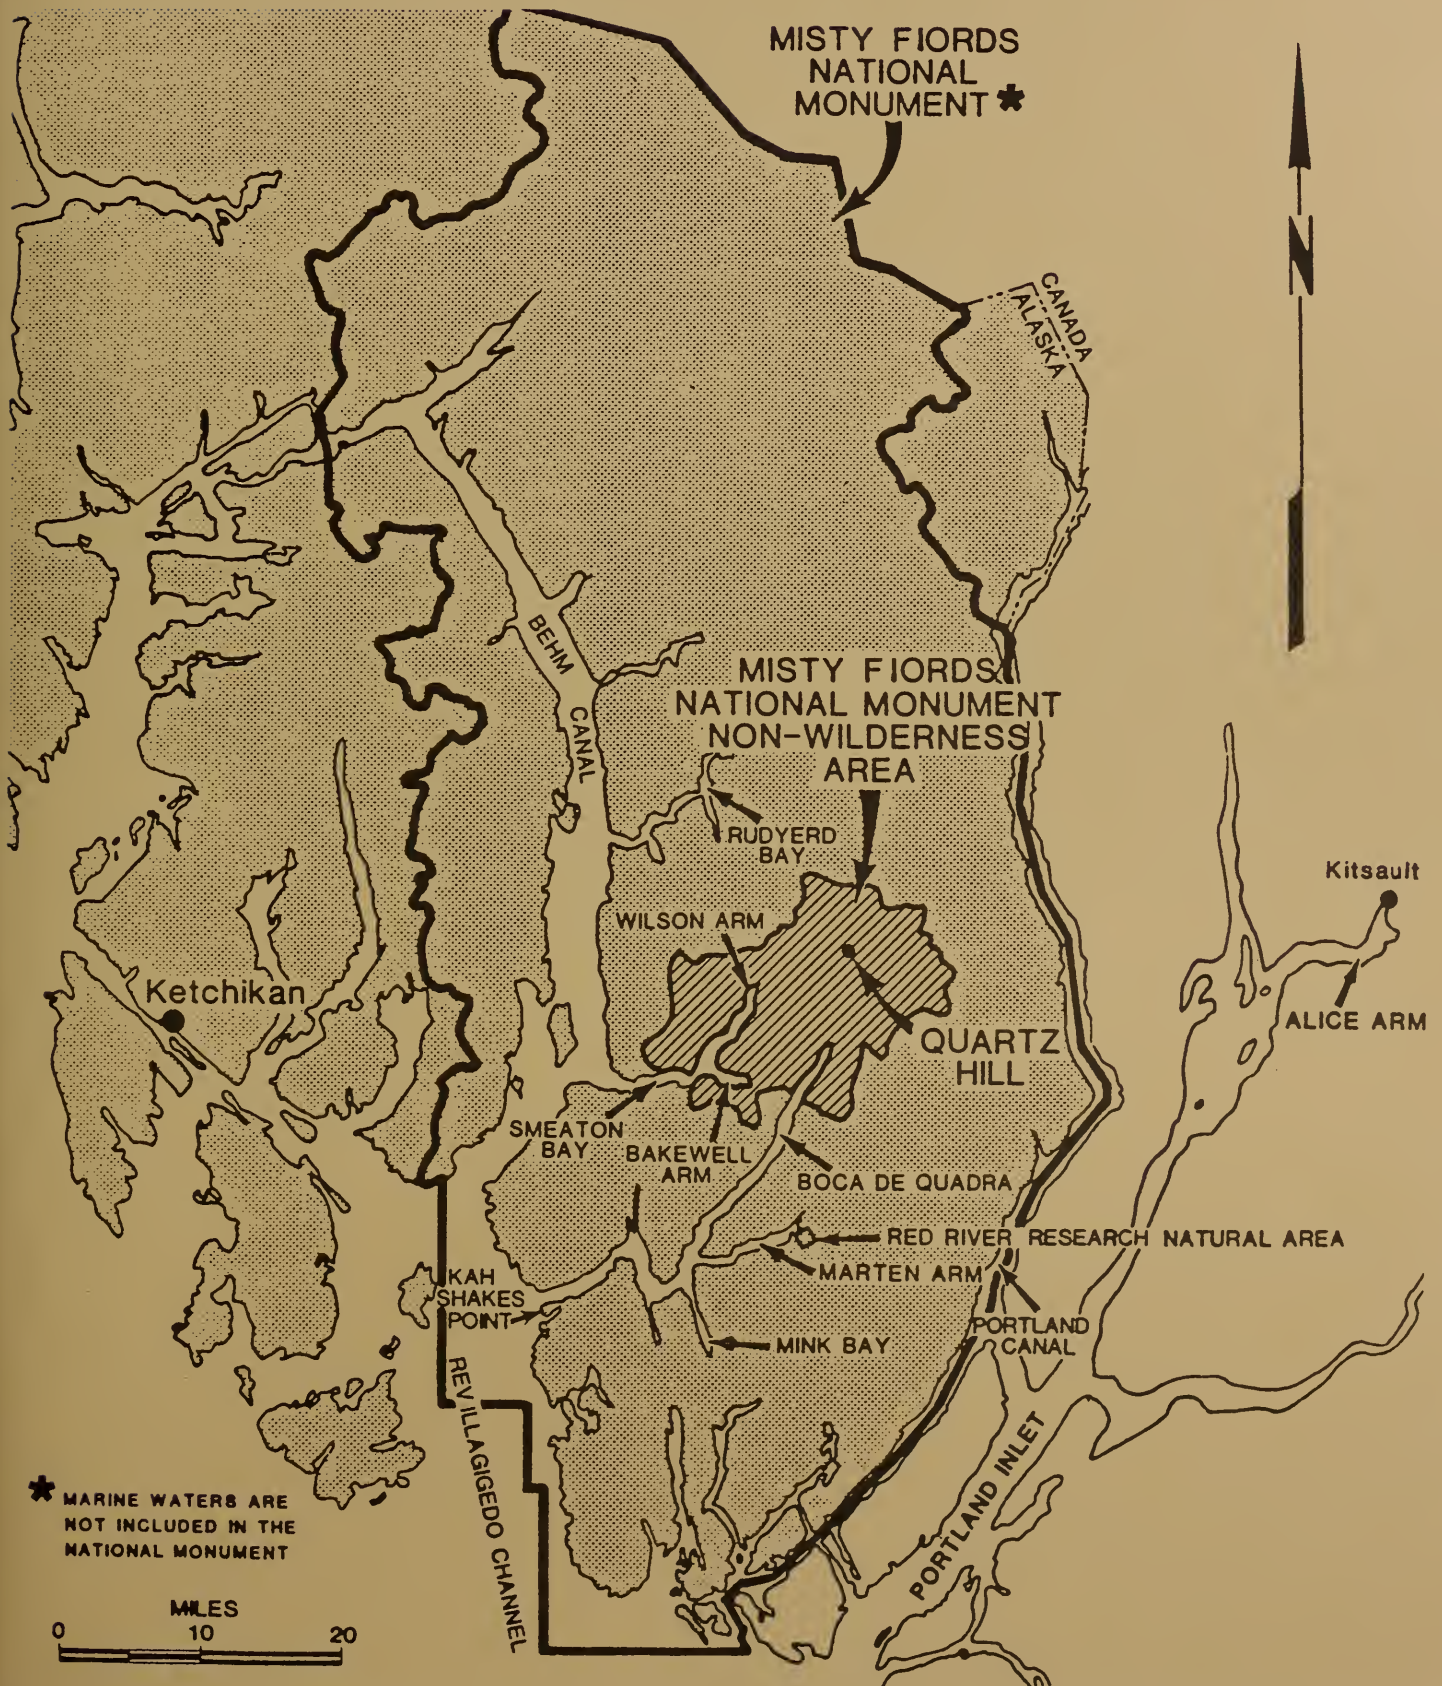 MISTY FIORDS
NATIONAL
MONUMENT *
N
CANADA
ALASKA
BEHM
CANAL
MISTY FIORDS
NATIONAL MONUMENT
NON-WILDERNESS
AREA
RUDYERD
BAY
Kitsault
WILSON ARM
Ketchikan
ALICE ARM
QUARTZ
HILL
SMEATON
BAY
BAKEWELL
ARM
BOCA DE QUADRA
RED RIVER RESEARCH NATURAL AREA
MARTEN ARM
KAH
SHAKES
POINT
PORTLAND
CANAL
MINK BAY
REVILLAGIGEDO CHANNEL
PORTLAND INLET
* MARINE WATERS ARE
NOT INCLUDED IN THE
NATIONAL MONUMENT
MILES
0 10 20